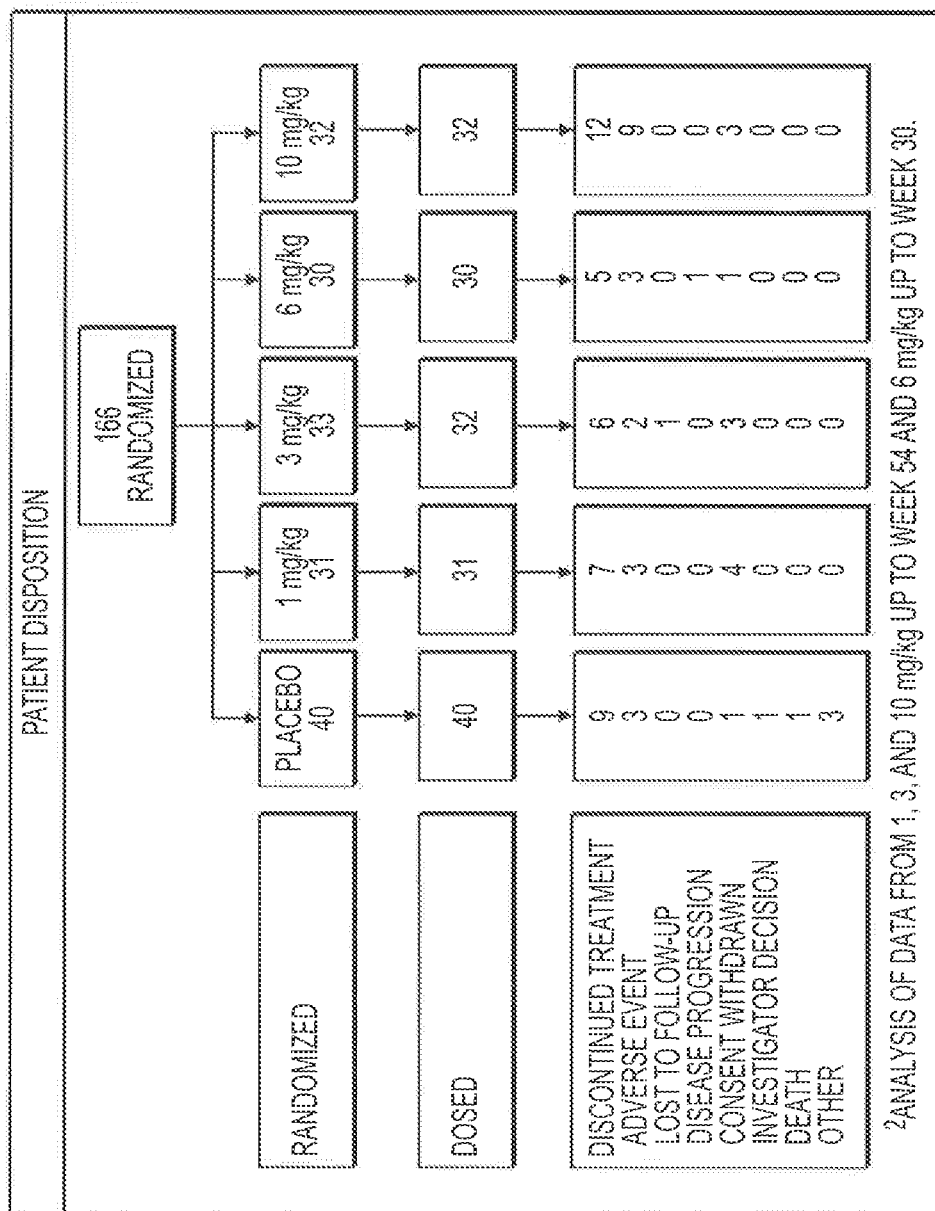 PATIENT DISPOSITION
166
RANDOMIZED
RANDOMIZED
PLACEBO
40
1 mg/kg
31
3 mg/kg
33
6 mg/kg
30
10 mg/kg
32
DOSED
40
31
32
30
32
DISCONTINUED TREATMENT 9 7 6 5 12
ADVERSE EVENT 3 3 2 3 9
LOST TO FOLLOW-UP 0 0 1 0 0
DISEASE PROGRESSION 0 0 0 1 0
CONSENT WITHDRAWN 1 4 3 1 3
INVESTIGATOR DECISION 1 0 0 0 0
DEATH 1 0 0 0 0
OTHER 3 0 0 0 0
²ANALYSIS OF DATA FROM 1, 3, AND 10 mg/kg UP TO WEEK 54 AND 6 mg/kg UP TO WEEK 30.